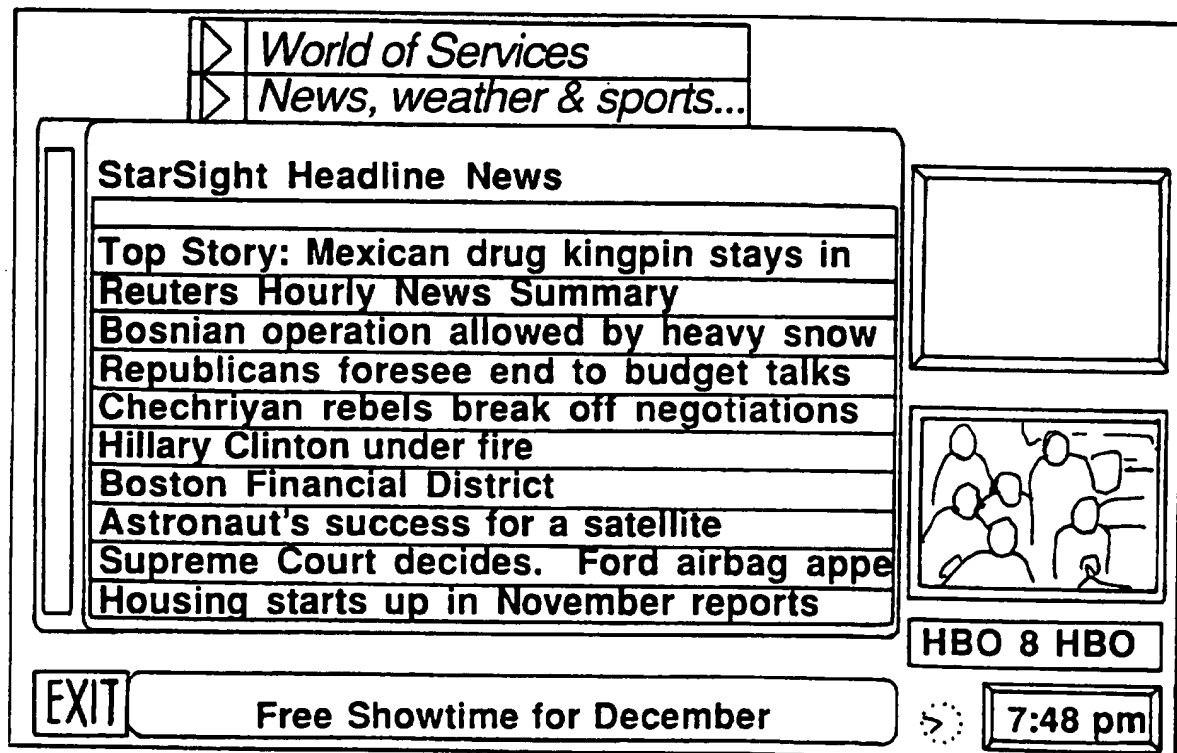 World of Services
News, weather & sports...
StarSight Headline News
Top Story: Mexican drug kingpin stays in
Reuters Hourly News Summary
Bosnian operation allowed by heavy snow
Republicans foresee end to budget talks
Chechriyan rebels break off negotiations
Hillary Clinton under fire
Boston Financial District
Astronaut's success for a satellite
Supreme Court decides. Ford airbag appe
Housing starts up in November reports
HBO 8 HBO
EXIT
Free Showtime for December
7:48 pm